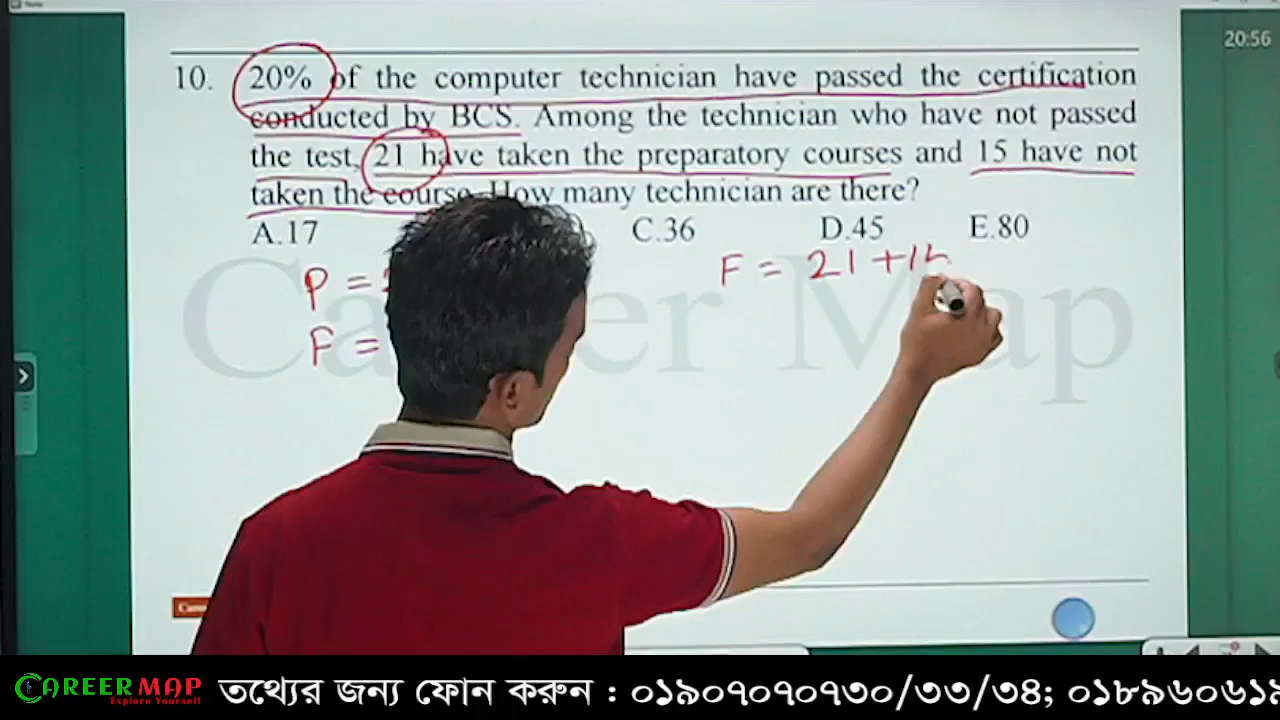 20:56
10. 20% of the computer technician have passed the certification
conducted by BCS. Among the technician who have not passed
the test, 21 have taken the preparatory courses and 15 have not
taken the course. How many technician are there?
A.17 C.36 D.45 E.80
P = F = 21 +15
F =
Career Map
CAREER MAP
Explore Yourself
তথ্যের জন্য ফোন করুন : ০১৯০৭০৭০৭৩০/৩৩/৩৪; ০১৮৯৬০৬১৯